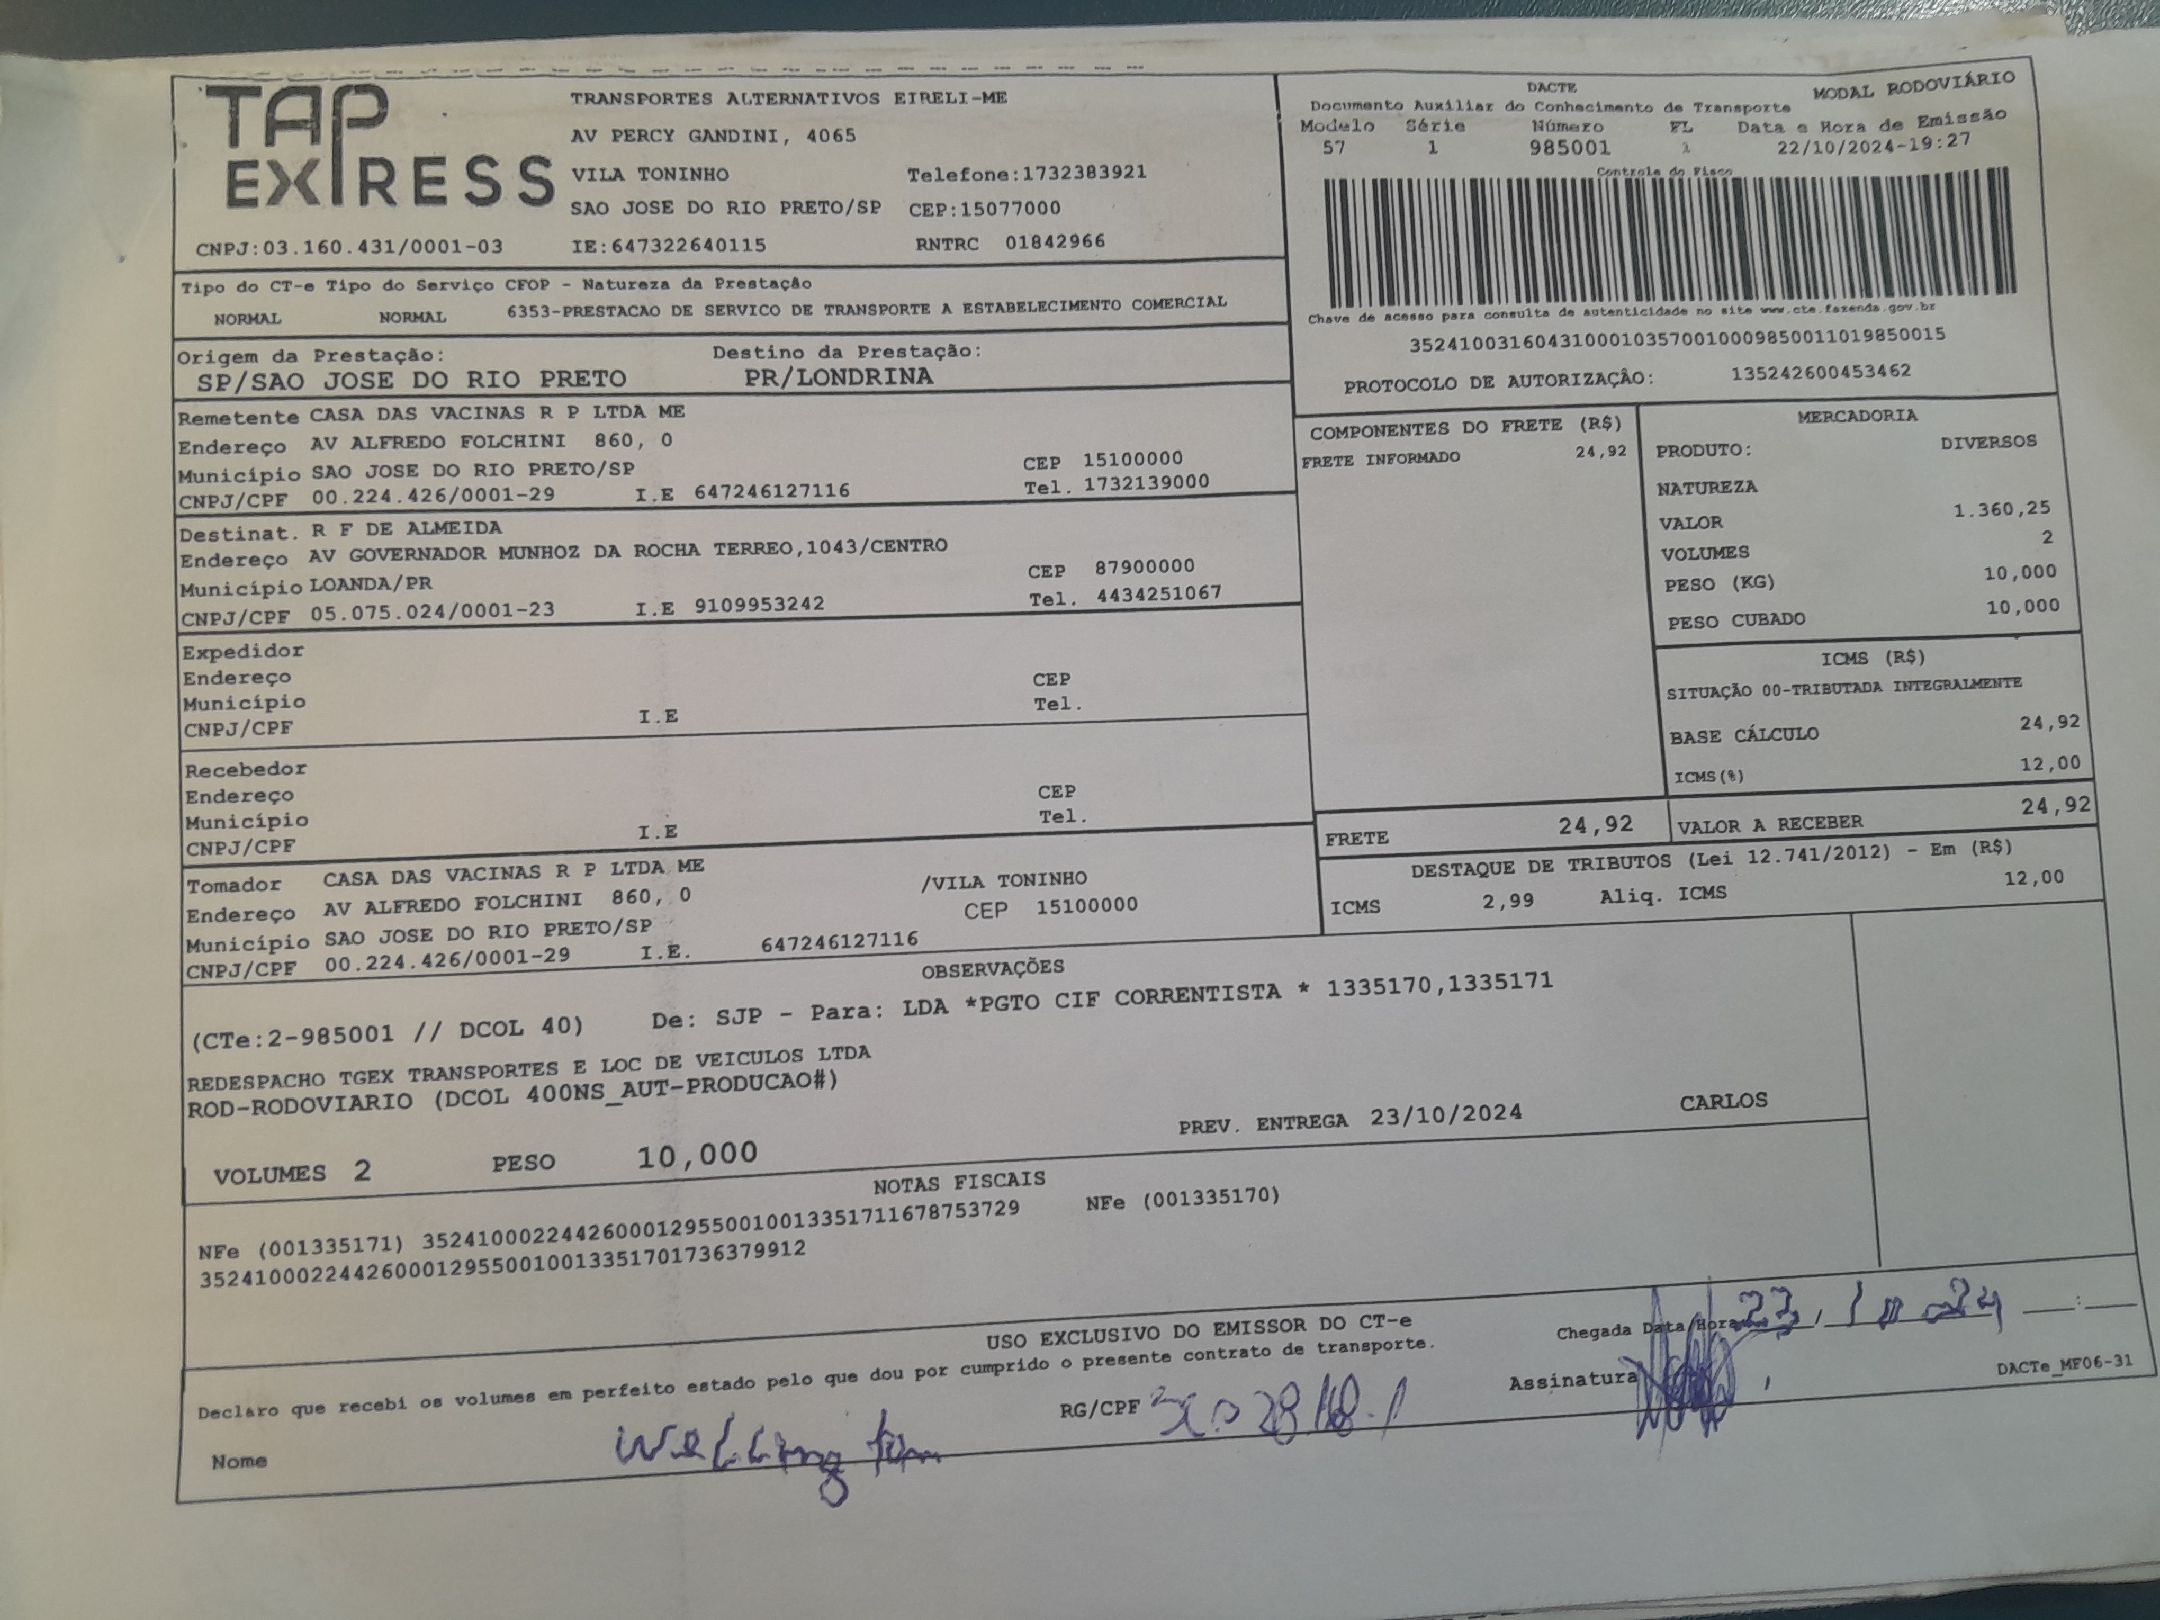 TAP EXPRESS
TRANSPORTES ALTERNATIVOS EIRELI-ME
AV PERCY GANDINI, 4065
VILA TONINHO Telefone:1732383921
SAO JOSE DO RIO PRETO/SP CEP:15077000
CNPJ:03.160.431/0001-03 IE:647322640115 RNTRC 01842966
DACTE MODAL RODOVIÁRIO
Documento Auxiliar do Conhecimento de Transporte
Modelo Série Número FL Data e Hora de Emissão
57 1 985001 1 22/10/2024-19:27
Controle do Fisco
Chave de acesso para consulta de autenticidade no site www.cte.fazenda.gov.br
35241003160431000103570010009850011019850015
PROTOCOLO DE AUTORIZAÇÂO: 135242600453462
Tipo do CT-e Tipo do Serviço CFOP - Natureza da Prestação
NORMAL NORMAL 6353-PRESTACAO DE SERVICO DE TRANSPORTE A ESTABELECIMENTO COMERCIAL
Origem da Prestação: Destino da Prestação:
SP/SAO JOSE DO RIO PRETO PR/LONDRINA
Remetente CASA DAS VACINAS R P LTDA ME
Endereço AV ALFREDO FOLCHINI 860, 0
Município SAO JOSE DO RIO PRETO/SP CEP 15100000
CNPJ/CPF 00.224.426/0001-29 I.E 647246127116 Tel. 1732139000
Destinat. R F DE ALMEIDA
Endereço AV GOVERNADOR MUNHOZ DA ROCHA TERREO,1043/CENTRO
Município LOANDA/PR CEP 87900000
CNPJ/CPF 05.075.024/0001-23 I.E 9109953242 Tel. 4434251067
Expedidor
Endereço CEP
Município Tel.
CNPJ/CPF I.E
Recebedor
Endereço CEP
Município Tel.
CNPJ/CPF I.E
Tomador CASA DAS VACINAS R P LTDA ME
Endereço AV ALFREDO FOLCHINI 860, 0 /VILA TONINHO
Município SAO JOSE DO RIO PRETO/SP CEP 15100000
CNPJ/CPF 00.224.426/0001-29 I.E. 647246127116
COMPONENTES DO FRETE (R$)
FRETE INFORMADO 24,92
MERCADORIA
PRODUTO: DIVERSOS
NATUREZA
VALOR 1.360,25
VOLUMES 2
PESO (KG) 10,000
PESO CUBADO 10,000
ICMS (R$)
SITUAÇÃO 00-TRIBUTADA INTEGRALMENTE
BASE CÁLCULO 24,92
ICMS(%) 12,00
FRETE 24,92 VALOR A RECEBER 24,92
DESTAQUE DE TRIBUTOS (Lei 12.741/2012) - Em (R$)
ICMS 2,99 Aliq. ICMS 12,00
OBSERVAÇÕES
(CTe:2-985001 // DCOL 40) De: SJP - Para: LDA *PGTO CIF CORRENTISTA * 1335170,1335171
REDESPACHO TGEX TRANSPORTES E LOC DE VEICULOS LTDA
ROD-RODOVIARIO (DCOL 400NS_AUT-PRODUCAO#)
PREV. ENTREGA 23/10/2024 CARLOS
VOLUMES 2 PESO 10,000
NOTAS FISCAIS
NFe (001335171) 35241000224426000129550010013351711678753729 NFe (001335170)
35241000224426000129550010013351701736379912
USO EXCLUSIVO DO EMISSOR DO CT-e
Declaro que recebi os volumes em perfeito estado pelo que dou por cumprido o presente contrato de transporte.
Chegada Data/Hora 23/10 24 __:__
Nome Wellington RG/CPF Assinatura
DACTe_MF06-31